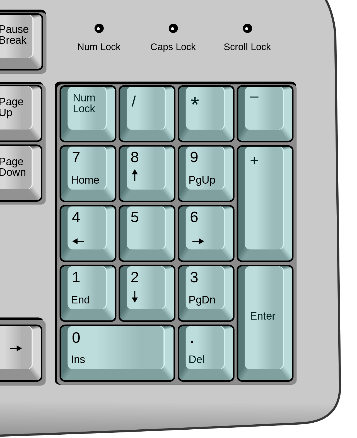 Pause
Break
Num Lock Caps Lock Scroll Lock
Page
Up
Page
Down
Num
Lock
/ * −
7 8 9 +
Home ↑ PgUp
4 5 6
← →
1 2 3
End ↓ PgDn
Enter
0 .
Ins Del
→